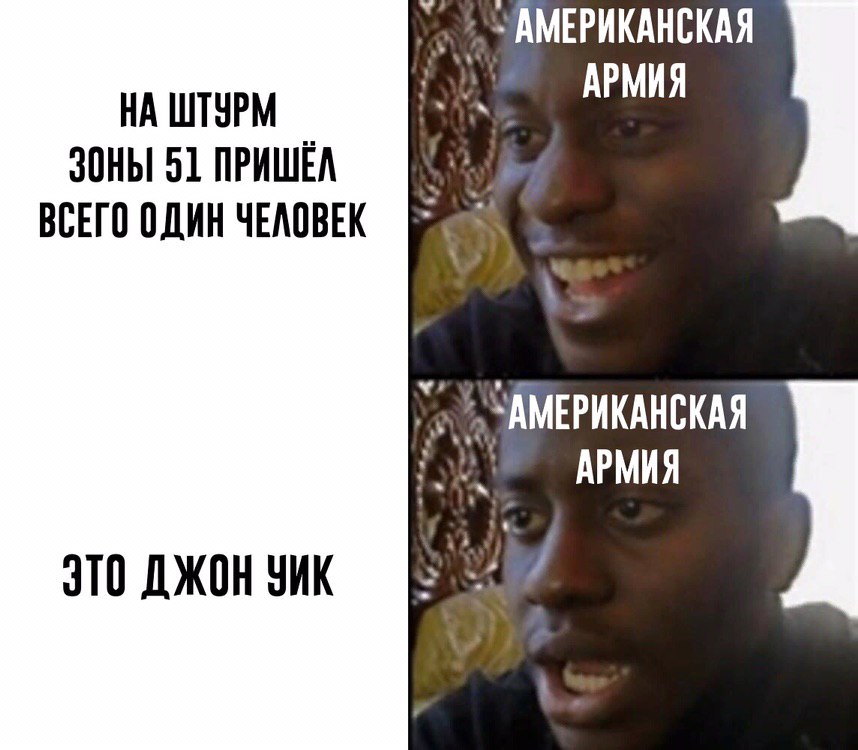 НА ШТУРМ
ЗОНЫ 51 ПРИШЁЛ
ВСЕГО ОДИН ЧЕЛОВЕК
АМЕРИКАНСКАЯ
АРМИЯ
ЭТО ДЖОН УИК
АМЕРИКАНСКАЯ
АРМИЯ